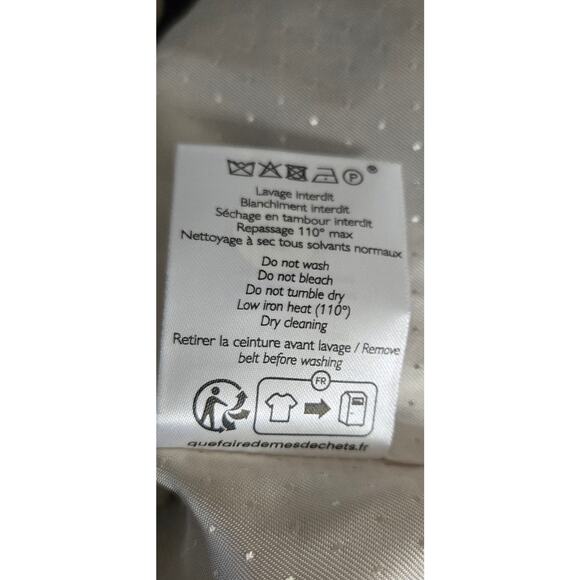 P
Lavage interdit
Blanchiment interdit
Séchage en tambour interdit
Repassage 110° max
Nettoyage à sec tous solvants normaux
Do not wash
Do not bleach
Do not tumble dry
Low iron heat (110°)
Dry cleaning
Retirer la ceinture avant lavage / Remove
belt before washing
FR
quefairedemesdechets.fr